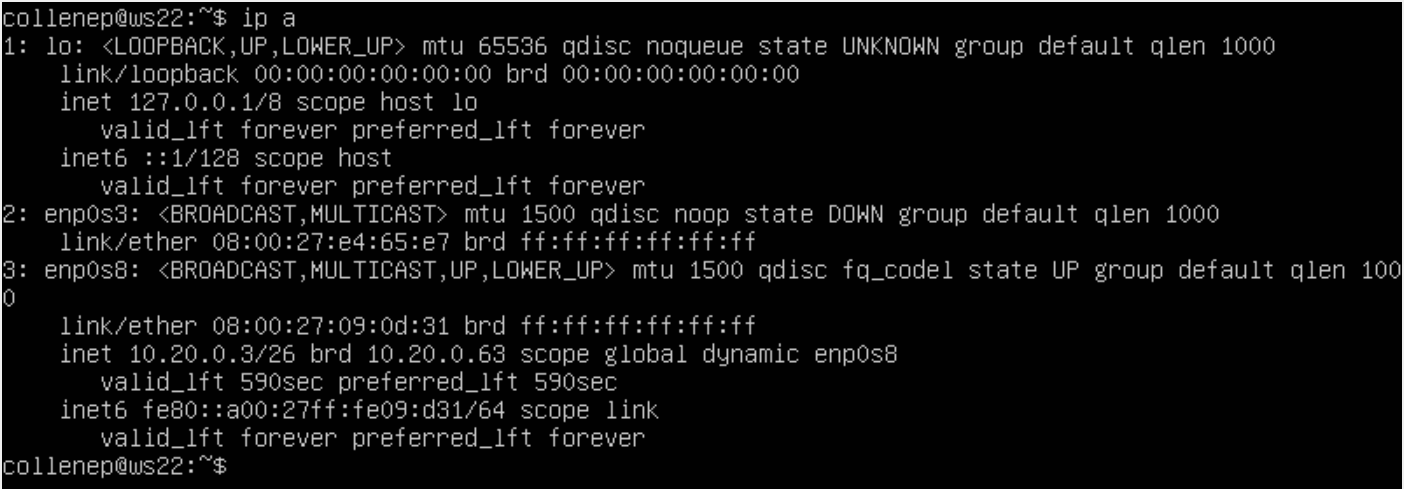 collenep@ws22:~$ ip a
1: lo: <LOOPBACK,UP,LOWER_UP> mtu 65536 qdisc noqueue state UNKNOWN group default qlen 1000
    link/loopback 00:00:00:00:00:00 brd 00:00:00:00:00:00
    inet 127.0.0.1/8 scope host lo
       valid_lft forever preferred_lft forever
    inet6 ::1/128 scope host
       valid_lft forever preferred_lft forever
2: enp0s3: <BROADCAST,MULTICAST> mtu 1500 qdisc noop state DOWN group default qlen 1000
    link/ether 08:00:27:e4:65:e7 brd ff:ff:ff:ff:ff:ff
3: enp0s8: <BROADCAST,MULTICAST,UP,LOWER_UP> mtu 1500 qdisc fq_codel state UP group default qlen 100
0
    link/ether 08:00:27:09:0d:31 brd ff:ff:ff:ff:ff:ff
    inet 10.20.0.3/26 brd 10.20.0.63 scope global dynamic enp0s8
       valid_lft 590sec preferred_lft 590sec
    inet6 fe80::a00:27ff:fe09:d31/64 scope link
       valid_lft forever preferred_lft forever
collenep@ws22:~$